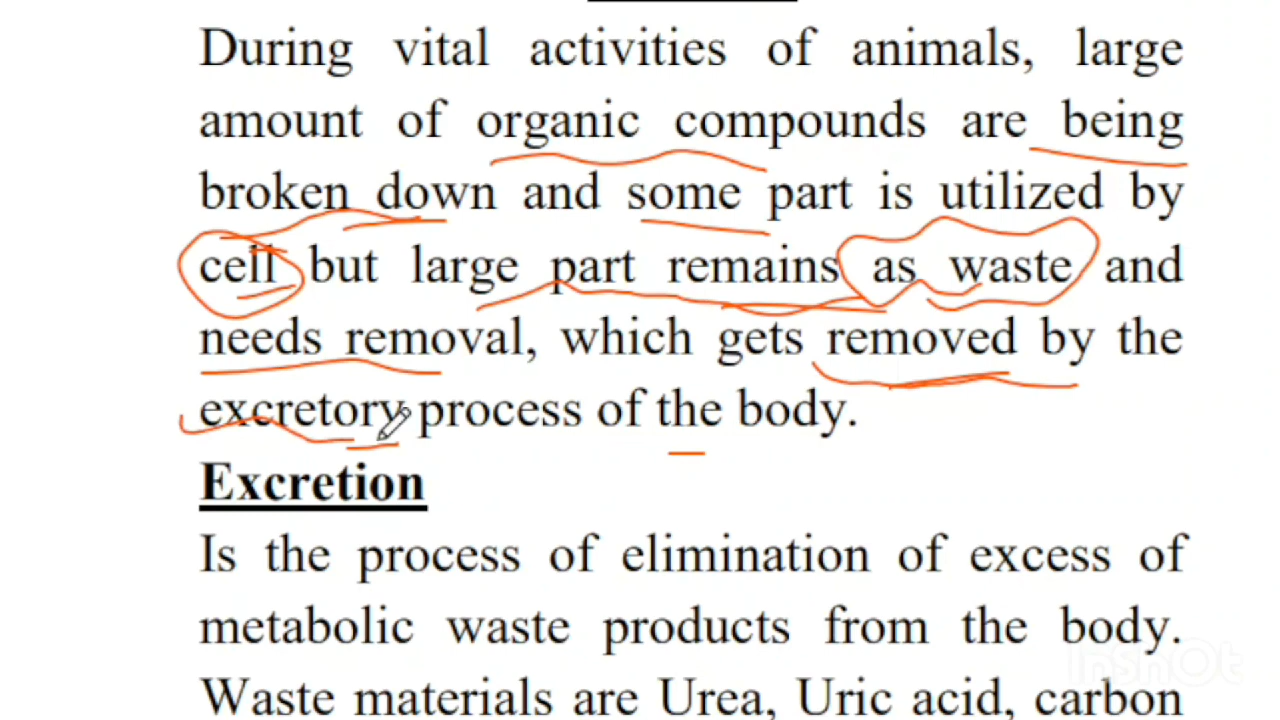 During vital activities of animals, large
amount of organic compounds are being
broken down and some part is utilized by
cell but large part remains as waste and
needs removal, which gets removed by the
excretory process of the body.
Excretion
Is the process of elimination of excess of
metabolic waste products from the body.
Waste materials are Urea, Uric acid, carbon
InShOt